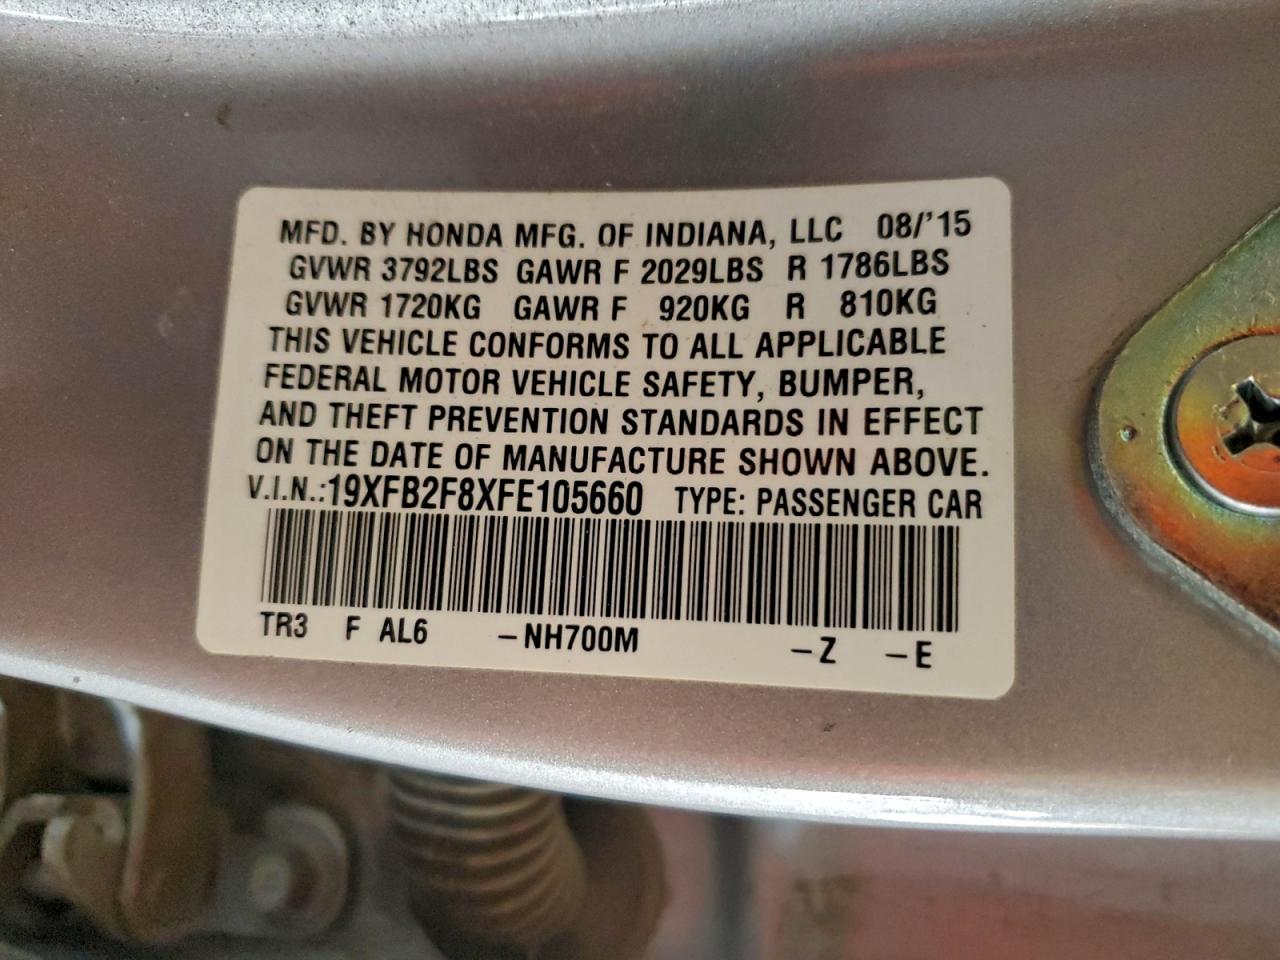 MFD. BY HONDA MFG. OF INDIANA, LLC 08/'15
GVWR 3792LBS GAWR F 2029LBS R 1786LBS
GVWR 1720KG GAWR F 920KG R 810KG
THIS VEHICLE CONFORMS TO ALL APPLICABLE
FEDERAL MOTOR VEHICLE SAFETY, BUMPER,
AND THEFT PREVENTION STANDARDS IN EFFECT
ON THE DATE OF MANUFACTURE SHOWN ABOVE.
V.I.N.:19XFB2F8XFE105660 TYPE: PASSENGER CAR
TR3 F AL6 –NH700M –Z –E